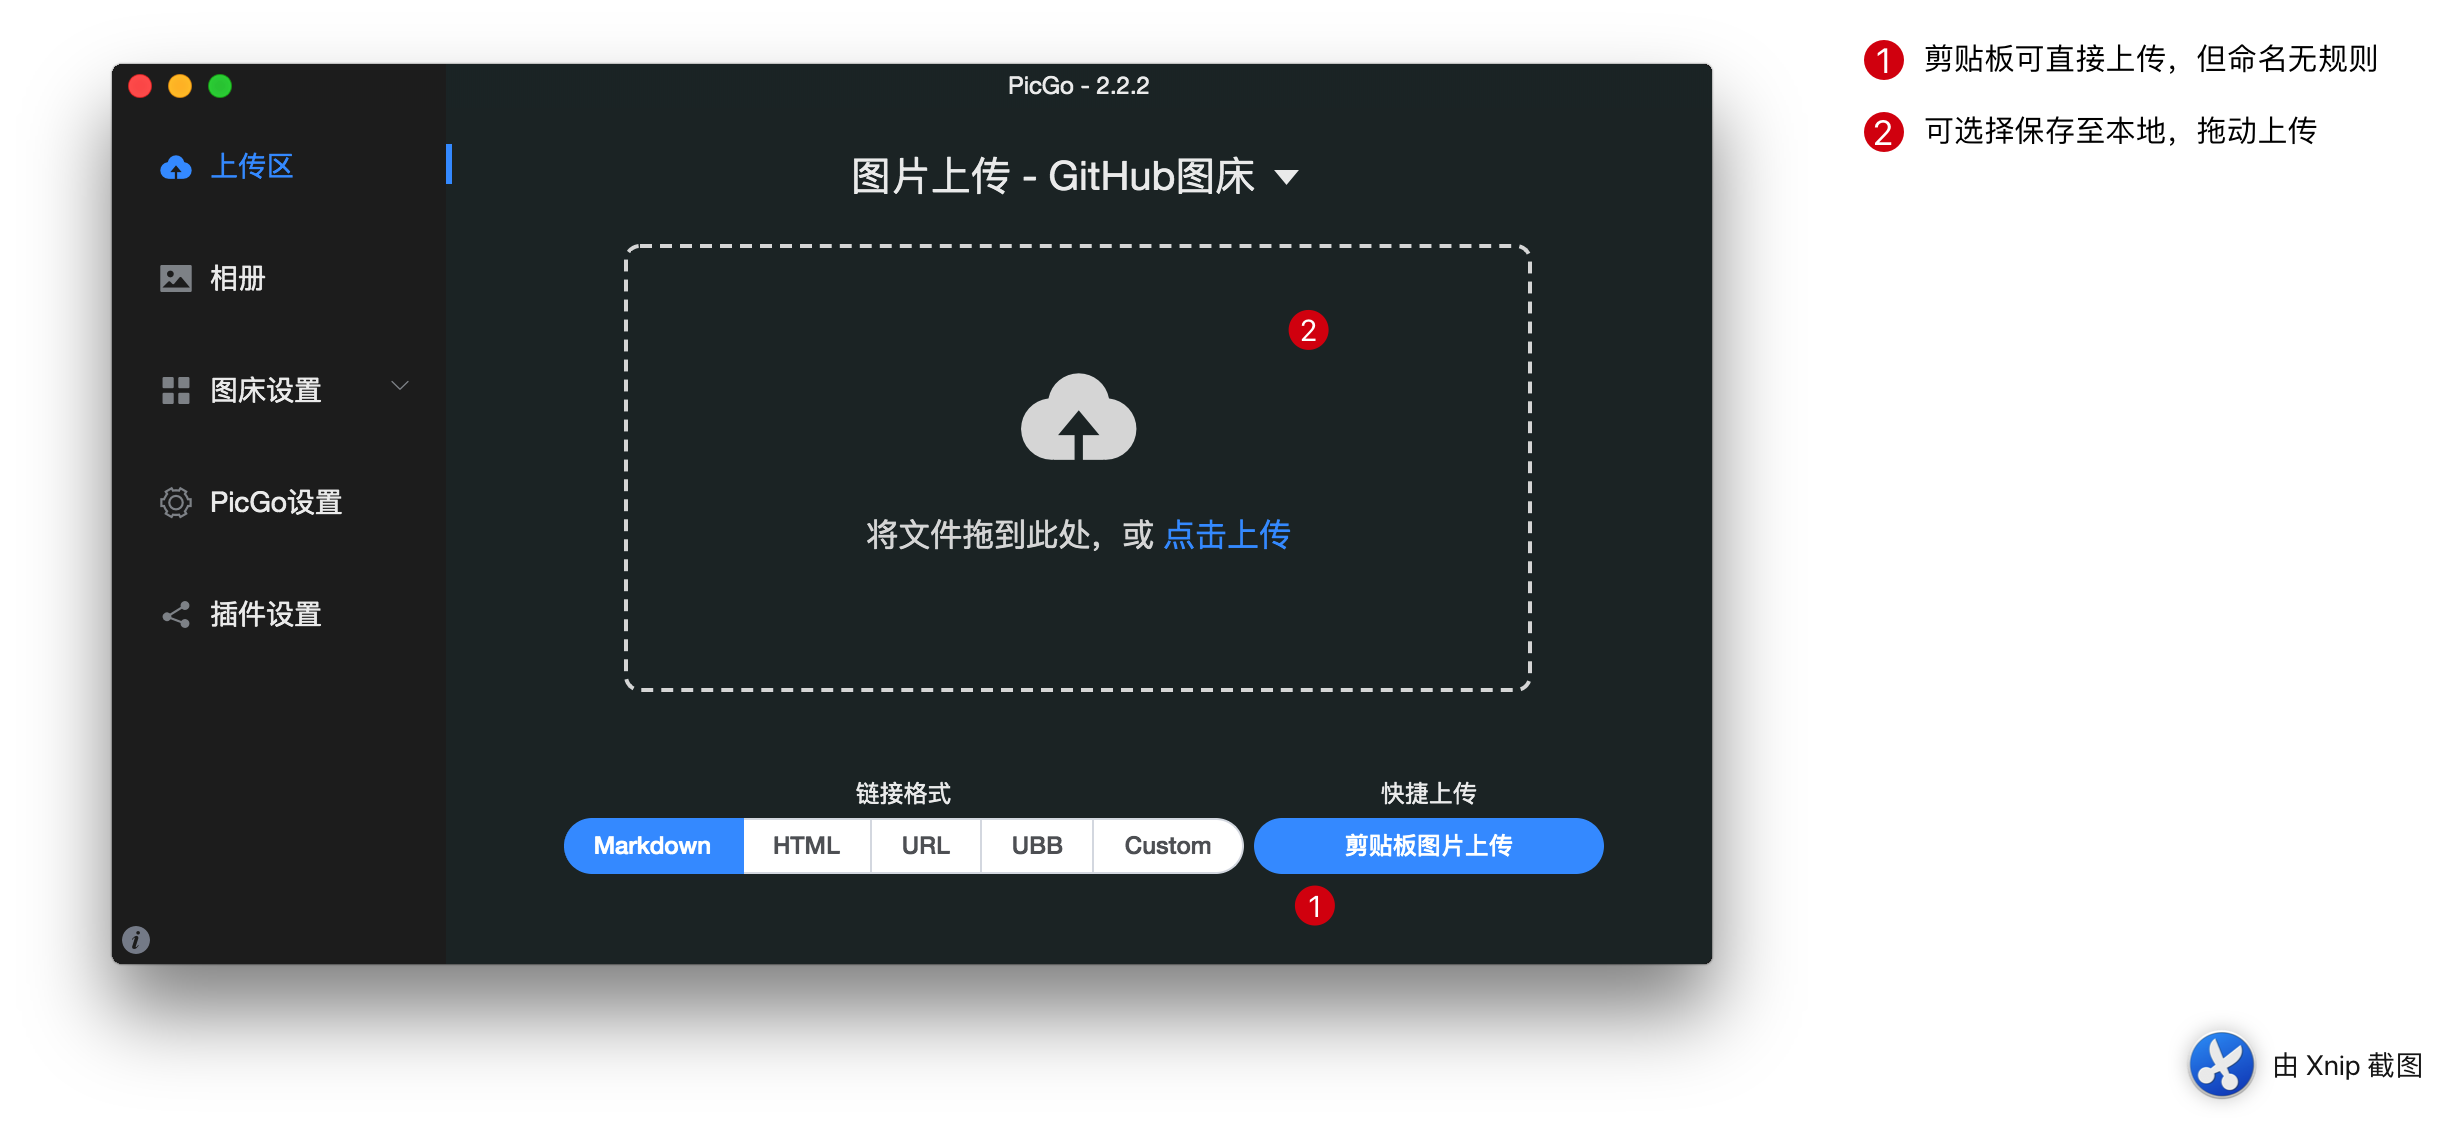 PicGo - 2.2.2
上传区
相册
图床设置
PicGo设置
插件设置
图片上传 - GitHub图床
2
将文件拖到此处，或 点击上传
链接格式
快捷上传
Markdown HTML URL UBB Custom
剪贴板图片上传
1
i
1 剪贴板可直接上传，但命名无规则
2 可选择保存至本地，拖动上传
由 Xnip 截图